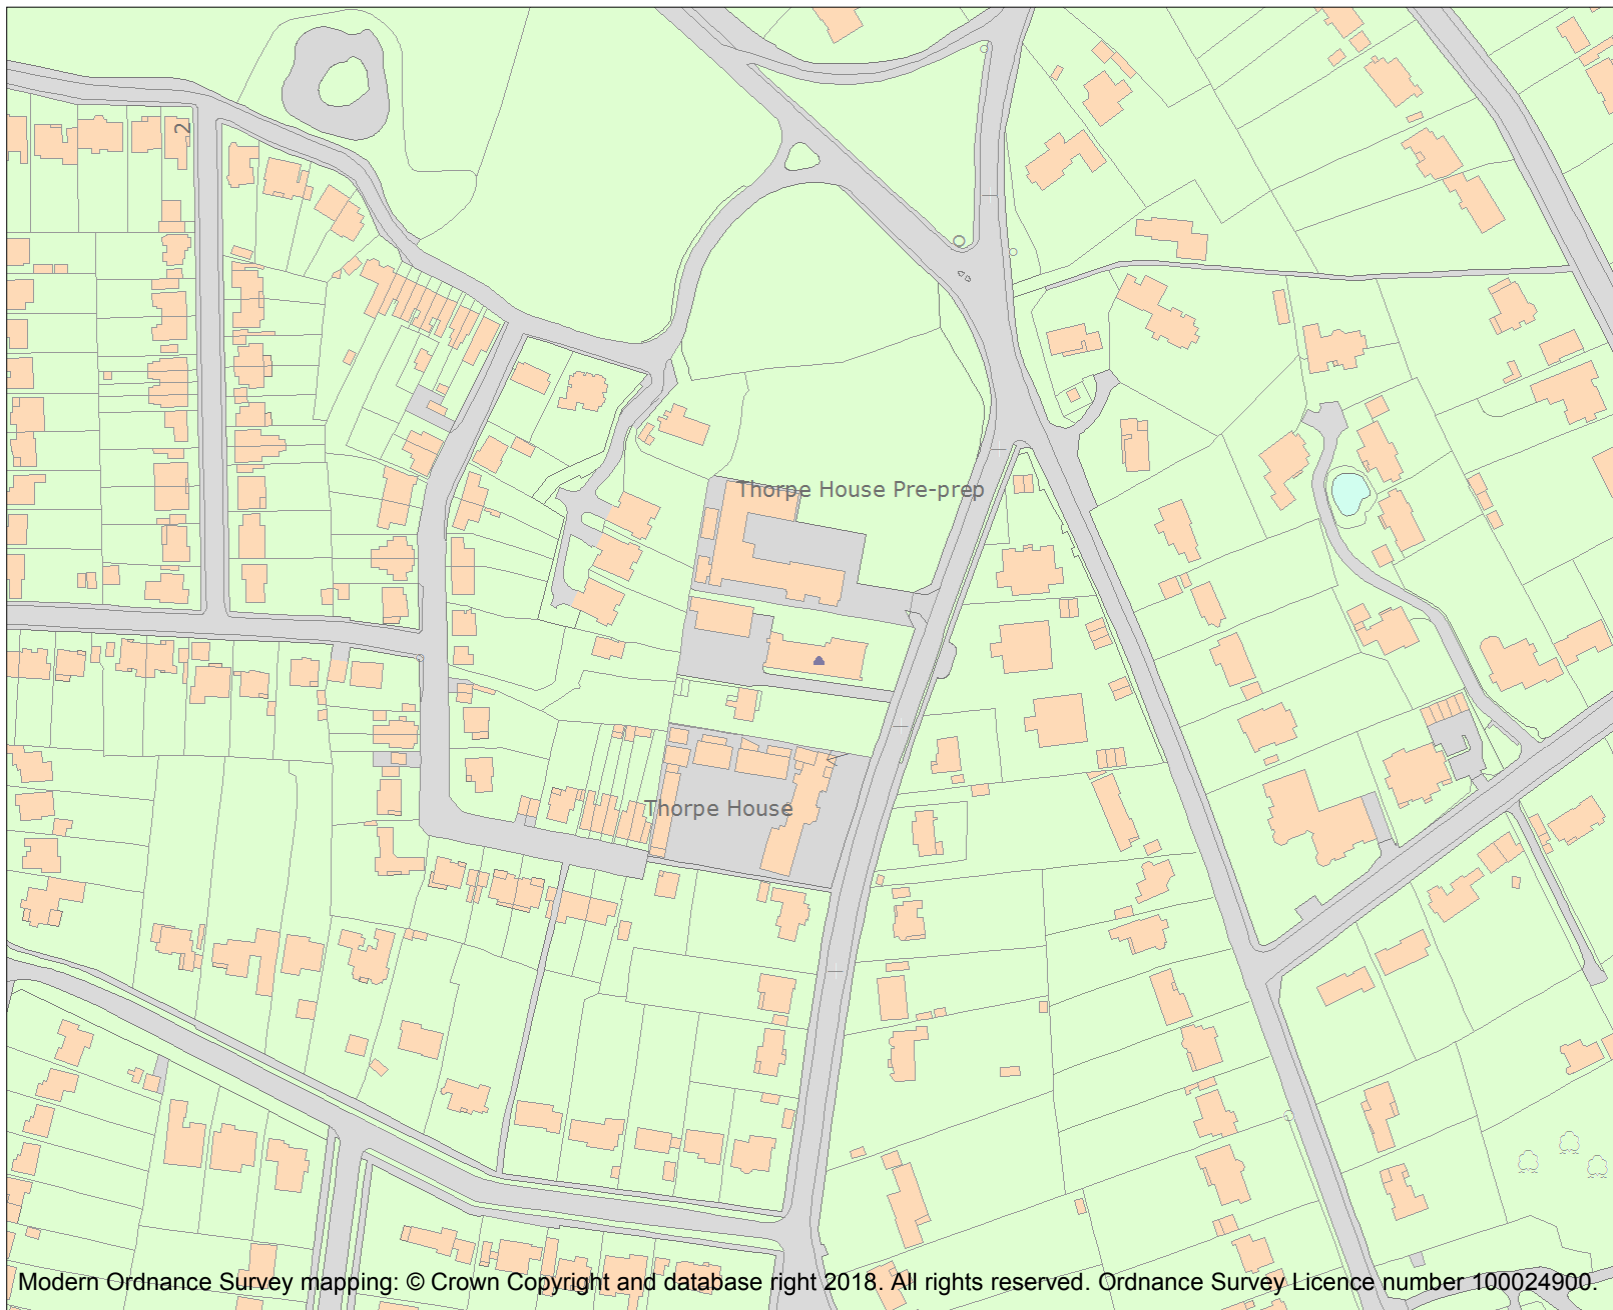 2
Thorpe House Pre-prep
Thorpe House
Modern Ordnance Survey mapping: © Crown Copyright and database right 2018. All rights reserved. Ordnance Survey Licence number 100024900.